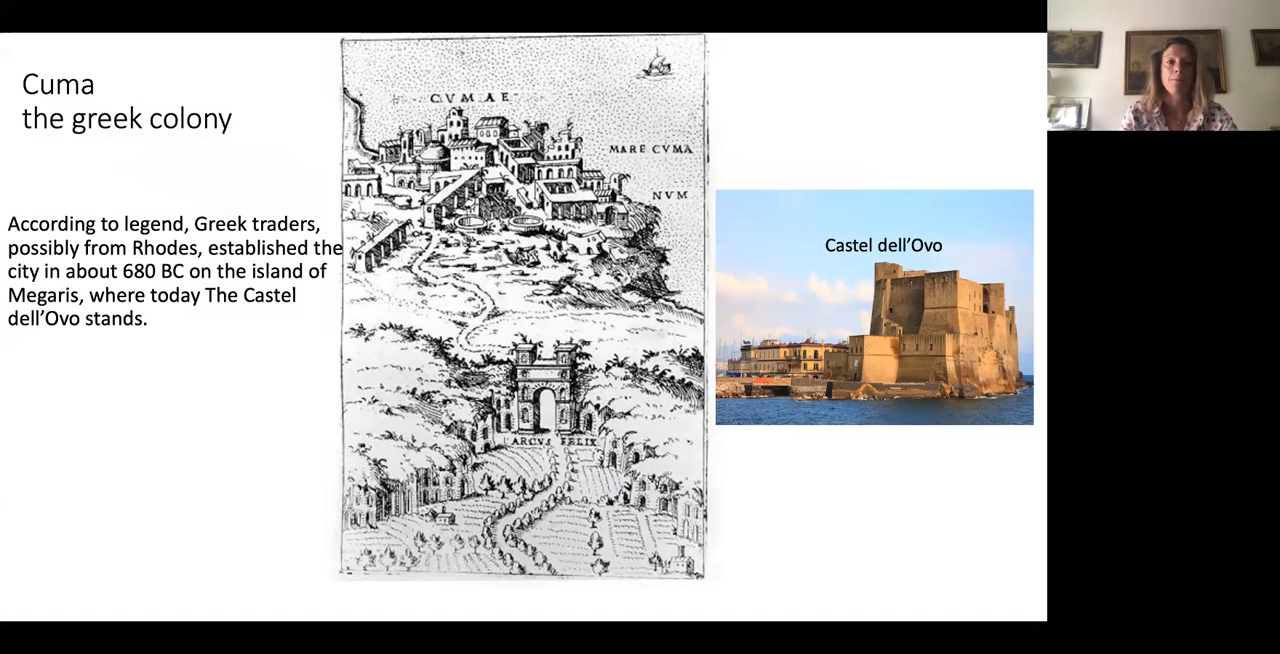 Cuma
the greek colony
According to legend, Greek traders,
possibly from Rhodes, established the
city in about 680 BC on the island of
Megaris, where today The Castel
dell’Ovo stands.
CVMAE
MARE CVMA
NVM
ARCVS FELIX
Castel dell’Ovo